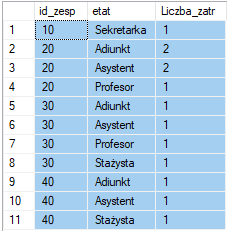 id_zesp etat Liczba_zatr
1 10 Sekretarka 1
2 20 Adiunkt 2
3 20 Asystent 2
4 20 Profesor 1
5 30 Adiunkt 1
6 30 Asystent 1
7 30 Profesor 1
8 30 Stażysta 1
9 40 Adiunkt 1
10 40 Asystent 1
11 40 Stażysta 1